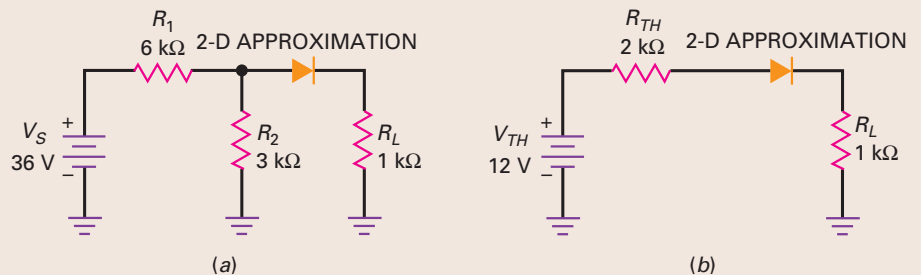 R1
6 kΩ
2-D APPROXIMATION
+
VS
36 V
−
R2
3 kΩ
RL
1 kΩ
(a)
RTH
2 kΩ
2-D APPROXIMATION
+
VTH
12 V
−
RL
1 kΩ
(b)